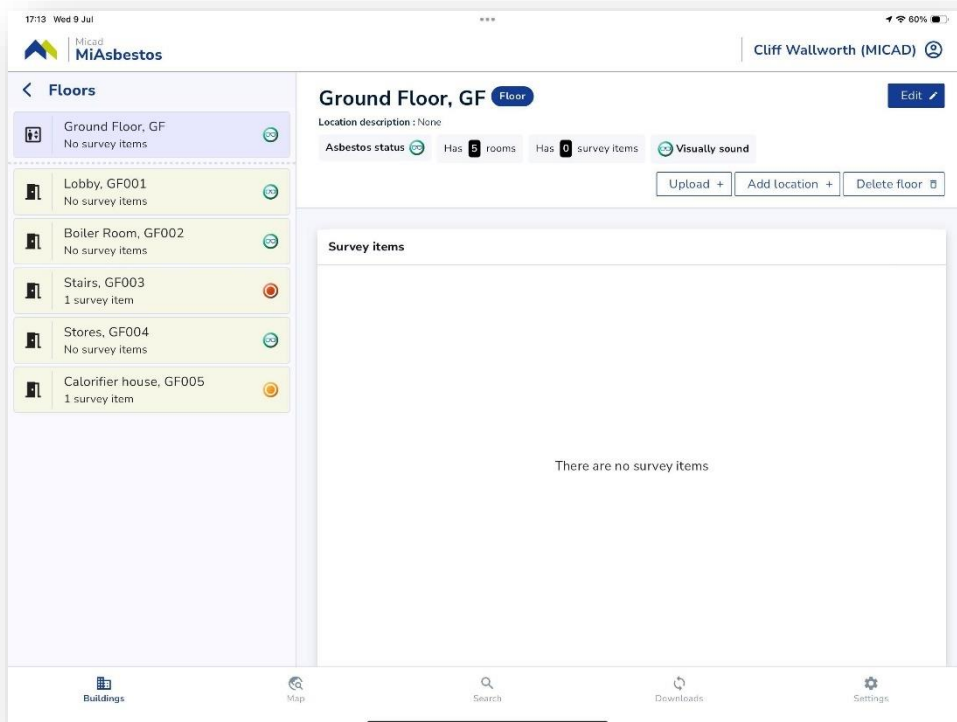 17:13 Wed 9 Jul
60%
Micad
MiAsbestos
Cliff Wallworth (MICAD)
Floors
Ground Floor, GF
No survey items
Lobby, GF001
No survey items
Boiler Room, GF002
No survey items
Stairs, GF003
1 survey item
Stores, GF004
No survey items
Calorifier house, GF005
1 survey item
Ground Floor, GF Floor
Edit
Location description : None
Asbestos status Has 5 rooms Has 0 survey items Visually sound
Upload + Add location + Delete floor
Survey items
There are no survey items
Buildings Map Search Downloads Settings